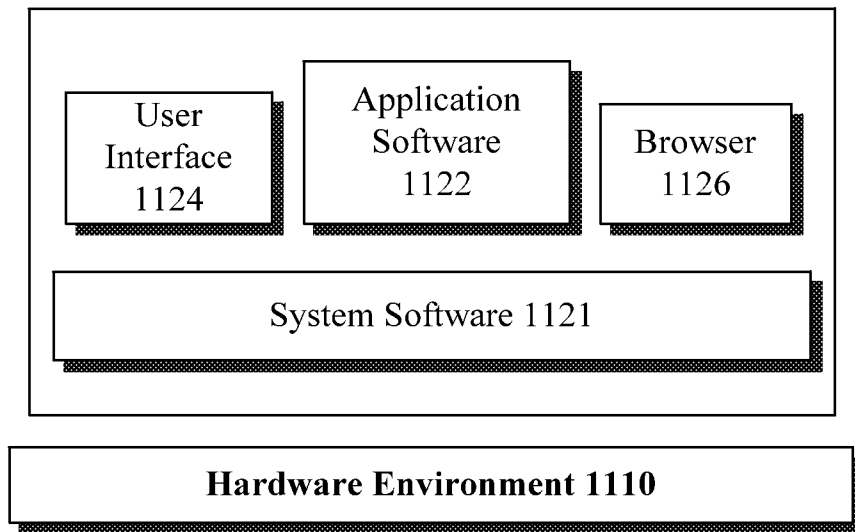 User
Interface
1124
Application
Software
1122
Browser
1126
System Software 1121
Hardware Environment 1110